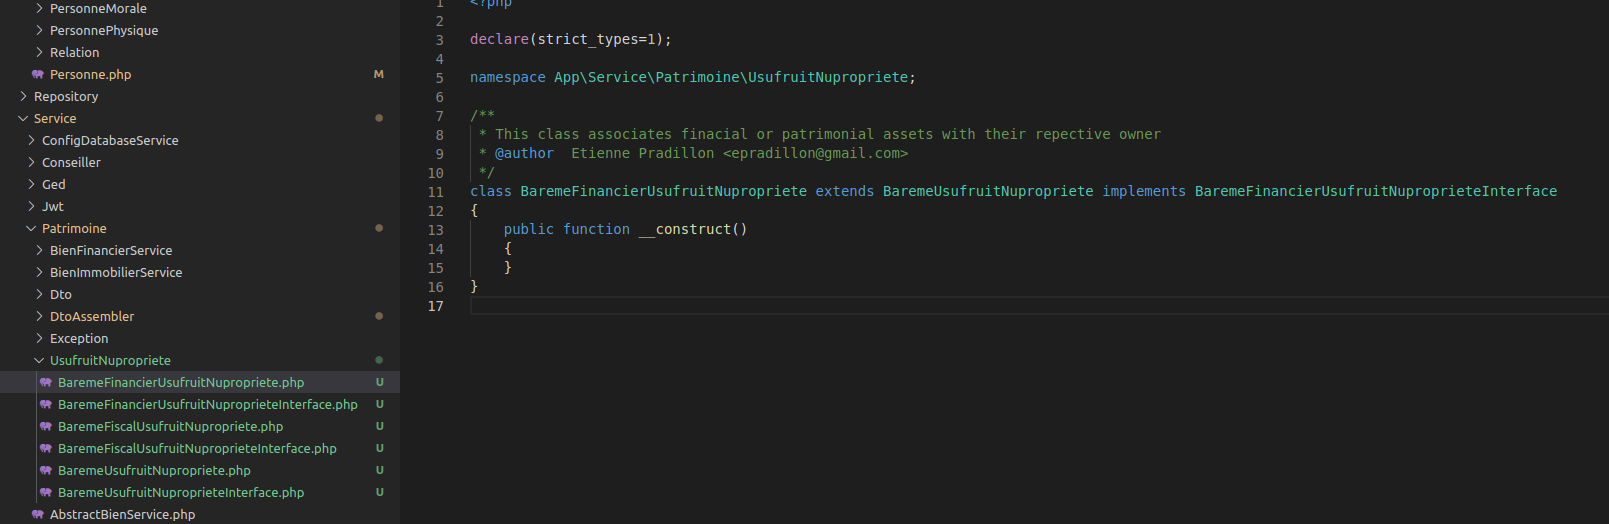 PersonneMorale
PersonnePhysique
Relation
Personne.php M
Repository
Service
ConfigDatabaseService
Conseiller
Ged
Jwt
Patrimoine
BienFinancierService
BienImmobilierService
Dto
DtoAssembler
Exception
UsufruitNupropriete
BaremeFinancierUsufruitNupropriete.php U
BaremeFinancierUsufruitNuproprieteInterface.php U
BaremeFiscalUsufruitNupropriete.php U
BaremeFiscalUsufruitNuproprieteInterface.php U
BaremeUsufruitNupropriete.php U
BaremeUsufruitNuproprieteInterface.php U
AbstractBienService.php
1 <?php
2
3 declare(strict_types=1);
4
5 namespace App\Service\Patrimoine\UsufruitNupropriete;
6
7 /**
8 * This class associates finacial or patrimonial assets with their repective owner
9 * @author  Etienne Pradillon <epradillon@gmail.com>
10 */
11 class BaremeFinancierUsufruitNupropriete extends BaremeUsufruitNupropriete implements BaremeFinancierUsufruitNuproprieteInterface
12 {
13 public function __construct()
14 {
15 }
16 }
17